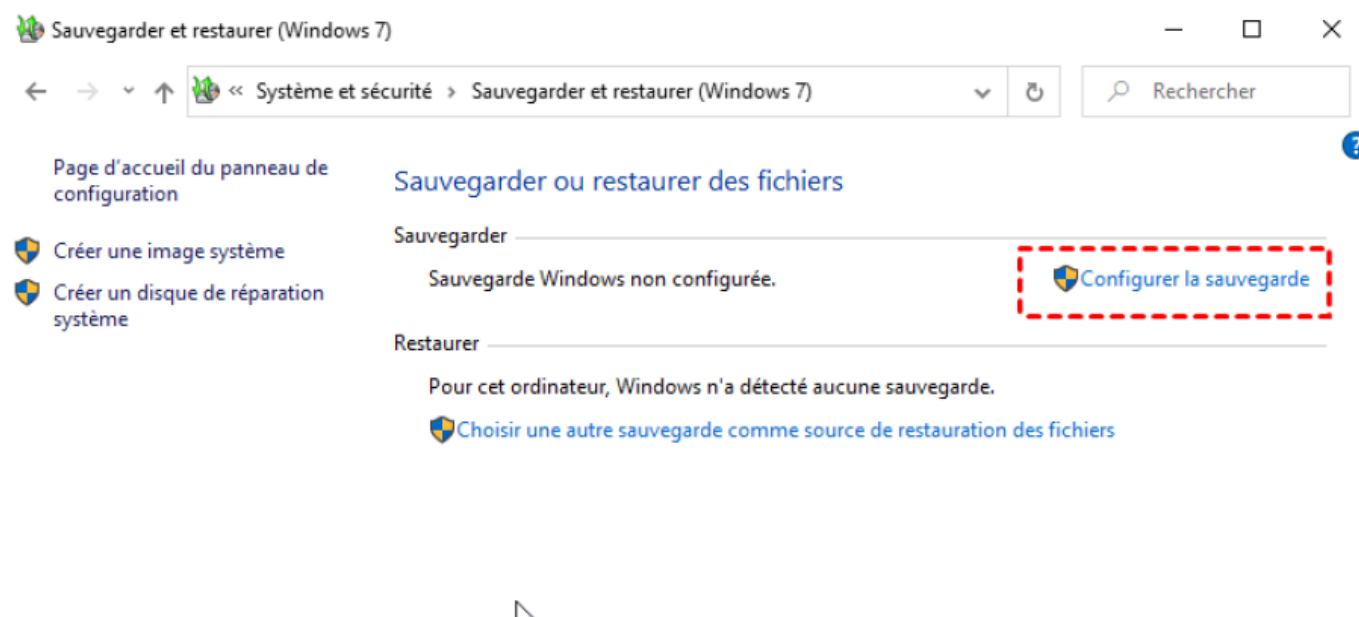 Sauvegarder et restaurer (Windows 7)
« Système et sécurité › Sauvegarder et restaurer (Windows 7)
Rechercher
?
Page d'accueil du panneau de
configuration
Créer une image système
Créer un disque de réparation
système
Sauvegarder ou restaurer des fichiers
Sauvegarder
Sauvegarde Windows non configurée.
Configurer la sauvegarde
Restaurer
Pour cet ordinateur, Windows n'a détecté aucune sauvegarde.
Choisir une autre sauvegarde comme source de restauration des fichiers